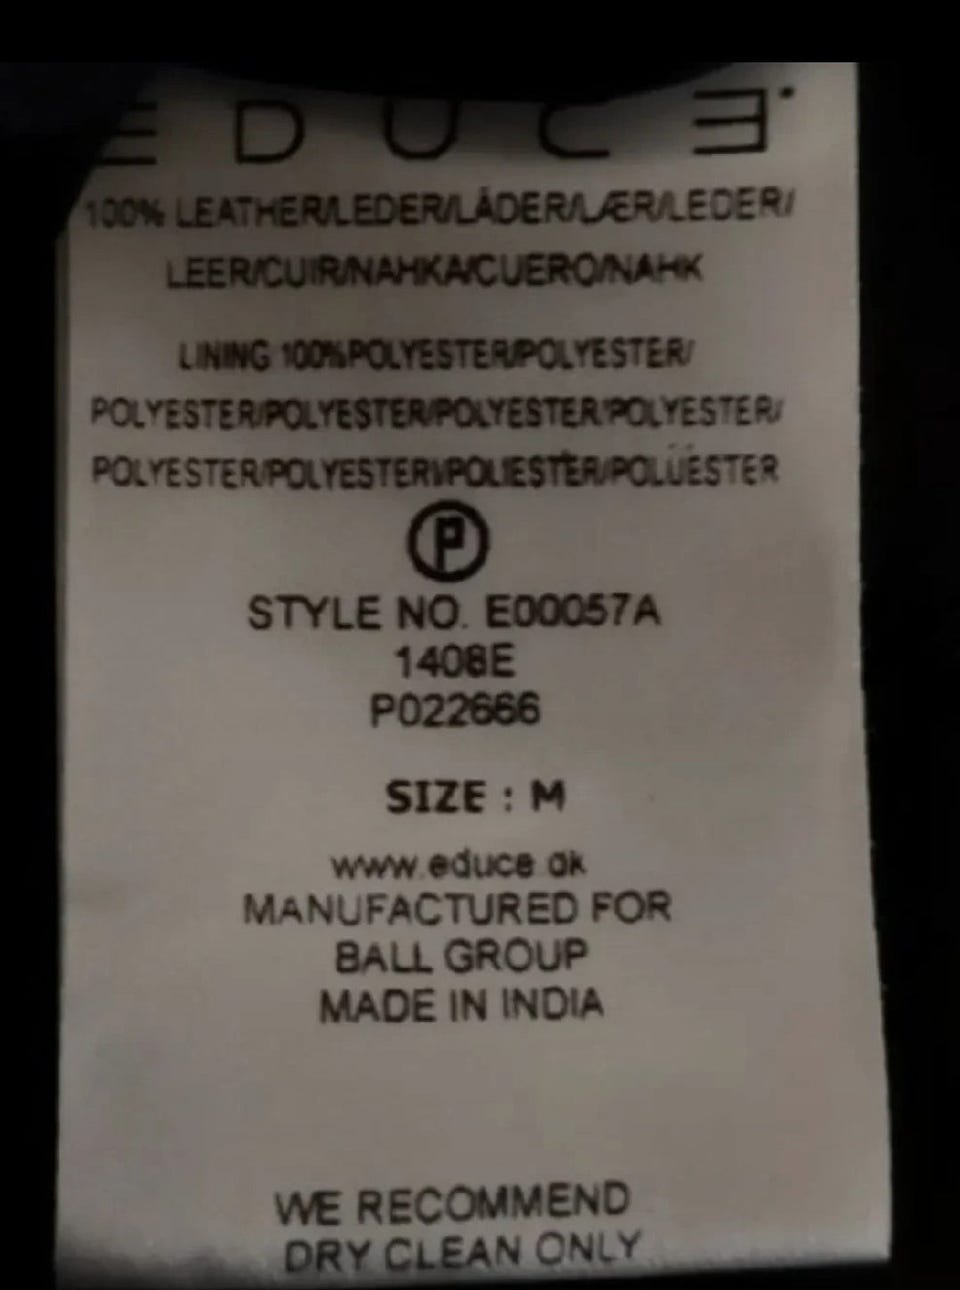 EDUCE
100% LEATHER/LEDER/LÄDER/LÆR/LEDER/
LEER/CUIR/NAHKA/CUERO/NAHK
LINING 100%POLYESTER/POLYESTER/
POLYESTER/POLYESTER/POLYESTER/POLYESTER/
POLYESTER/POLYESTER/POLIESTER/POLÜESTER
P
STYLE NO. E00057A
1408E
P022666
SIZE : M
www.educe.dk
MANUFACTURED FOR
BALL GROUP
MADE IN INDIA
WE RECOMMEND
DRY CLEAN ONLY